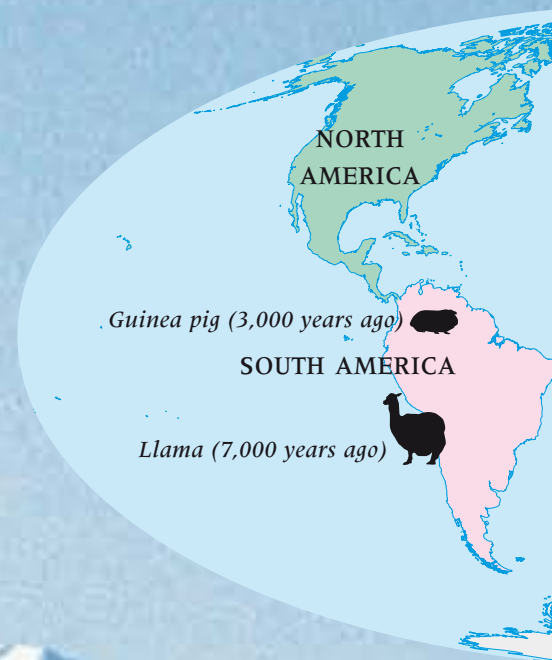 NORTH
AMERICA
Guinea pig (3,000 years ago)
SOUTH AMERICA
Llama (7,000 years ago)